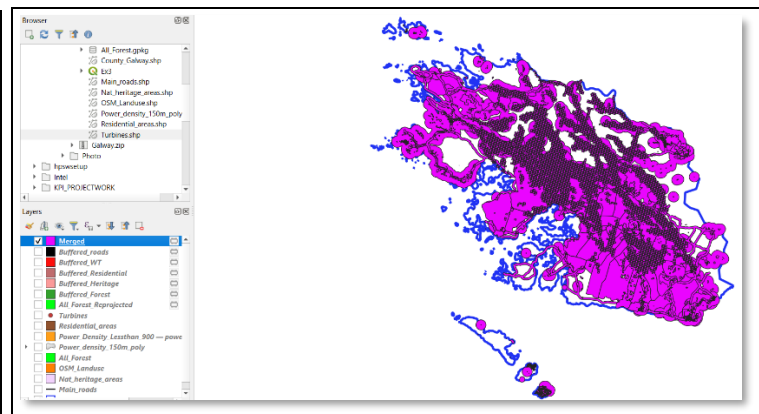 Browser
All_Forest.gpkg
County_Galway.shp
Ex3
Main_roads.shp
Nat_heritage_areas.shp
OSM_Landuse.shp
Power_density_150m_poly
Residential_areas.shp
Turbines.shp
Galway.zip
Photo
hpswsetup
Intel
KPI_PROJECTWORK
Layers
Merged
Buffered_roads
Buffered_WT
Buffered_Residential
Buffered_Heritage
Buffered_Forest
All_Forest_Reprojected
Turbines
Residential_areas
Power_Density_Lessthan_900 — powe
Power_density_150m_poly
All_Forest
OSM_Landuse
Nat_heritage_areas
Main_roads